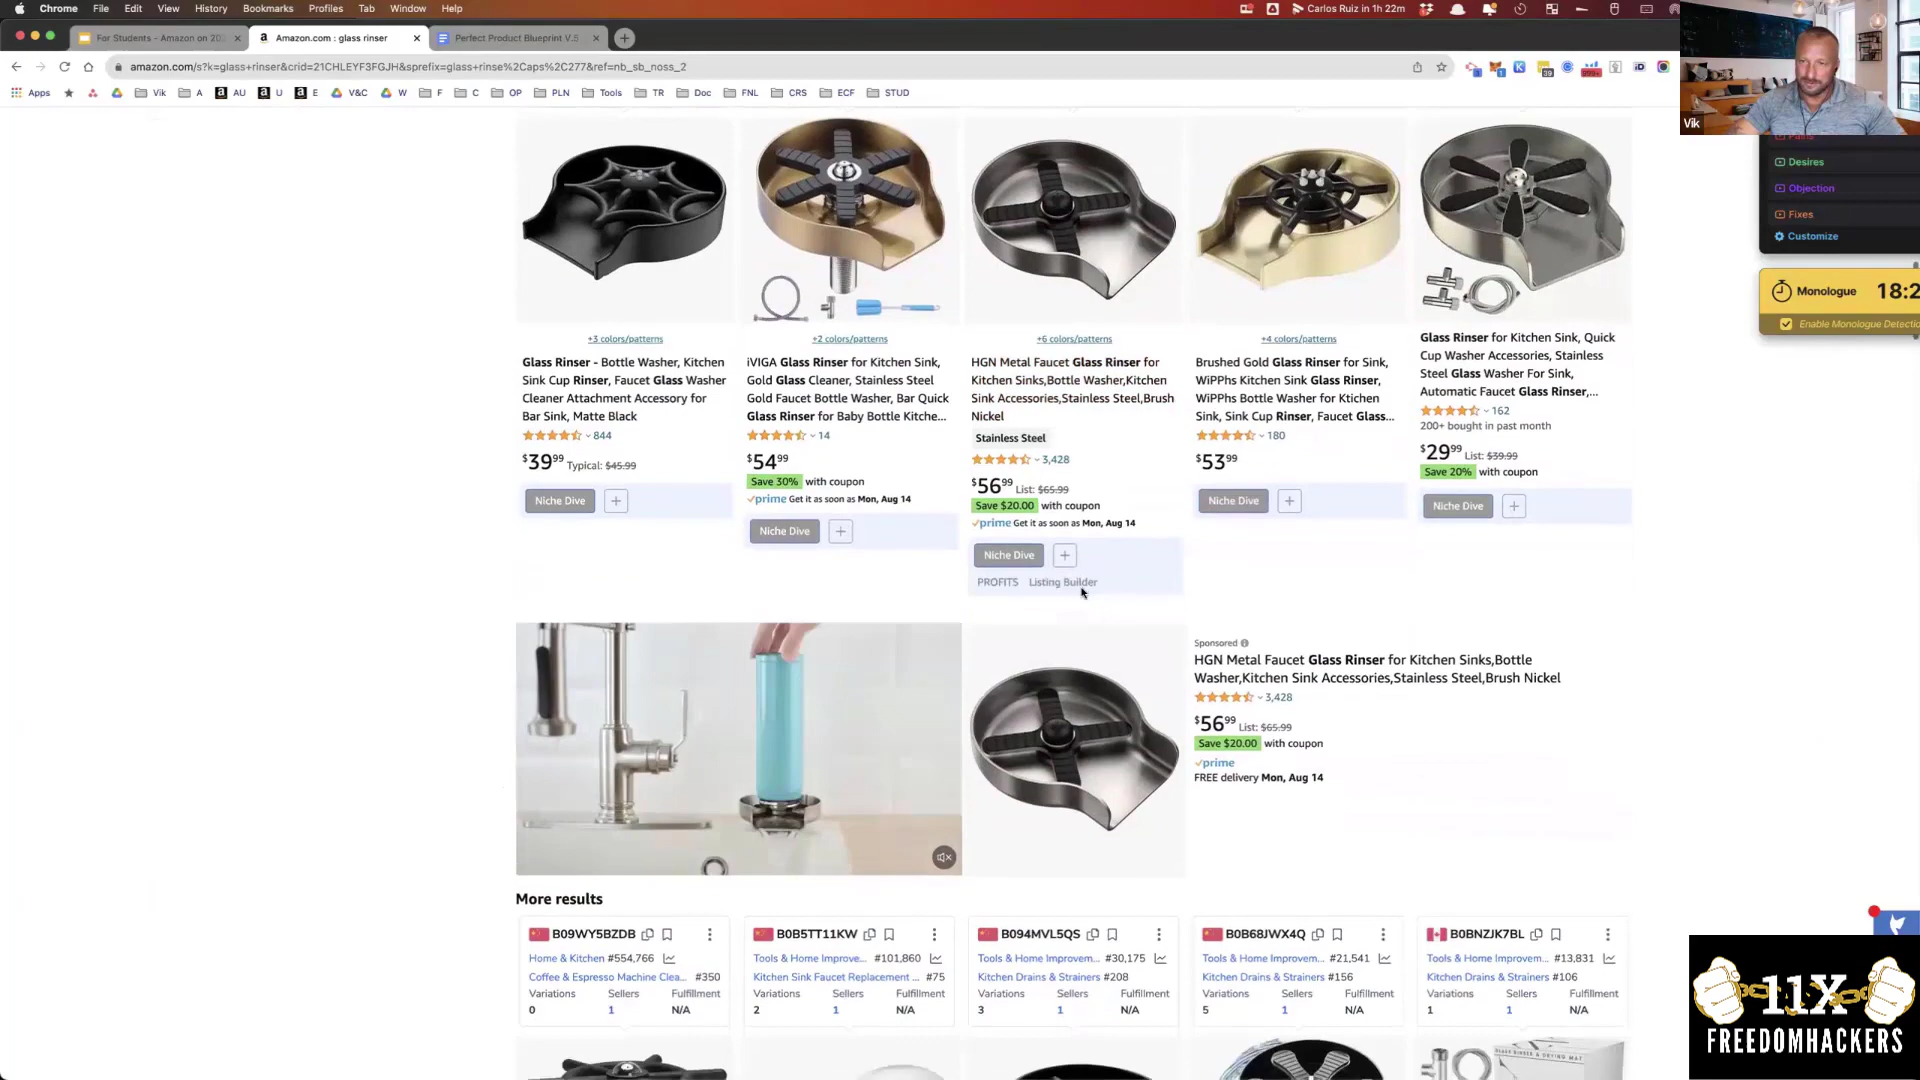 Chrome File Edit View History Bookmarks Profiles Tab Window Help Carlos Ruiz in 1h 22m
For Students - Amazon on 20 Amazon.com : glass rinser Perfect Product Blueprint V.5
amazon.com/s?k=glass+rinser&crid=21CHLEYF3FGJH&sprefix=glass+rinse%2Caps%2C277&ref=nb_sb_noss_2
Apps Vik A AU U E V&C W F C OP PLN Tools TR Doc FNL CRS ECF STUD
Vik
Desires
Objection
Fixes
Customize
Monologue 18:2
Enable Monologue Detectio
+3 colors/patterns
Glass Rinser - Bottle Washer, Kitchen
Sink Cup Rinser, Faucet Glass Washer
Cleaner Attachment Accessory for
Bar Sink, Matte Black
844
$39 99 Typical: $45.99
Niche Dive +
+2 colors/patterns
iVIGA Glass Rinser for Kitchen Sink,
Gold Glass Cleaner, Stainless Steel
Gold Faucet Bottle Washer, Bar Quick
Glass Rinser for Baby Bottle Kitche...
14
$54 99
Save 30% with coupon
prime Get it as soon as Mon, Aug 14
Niche Dive +
+6 colors/patterns
HGN Metal Faucet Glass Rinser for
Kitchen Sinks,Bottle Washer,Kitchen
Sink Accessories,Stainless Steel,Brush
Nickel
Stainless Steel
3,428
$56 99 List: $65.99
Save $20.00 with coupon
prime Get it as soon as Mon, Aug 14
Niche Dive +
PROFITS Listing Builder
+4 colors/patterns
Brushed Gold Glass Rinser for Sink,
WiPPhs Kitchen Sink Glass Rinser,
WiPPhs Bottle Washer for Ktichen
Sink, Sink Cup Rinser, Faucet Glass...
180
$53 99
Niche Dive +
Glass Rinser for Kitchen Sink, Quick
Cup Washer Accessories, Stainless
Steel Glass Washer For Sink,
Automatic Faucet Glass Rinser,...
162
200+ bought in past month
$29 99 List: $39.99
Save 20% with coupon
Niche Dive +
Sponsored
HGN Metal Faucet Glass Rinser for Kitchen Sinks,Bottle
Washer,Kitchen Sink Accessories,Stainless Steel,Brush Nickel
3,428
$56 99 List: $65.99
Save $20.00 with coupon
prime
FREE delivery Mon, Aug 14
More results
B09WY5BZDB
Home & Kitchen #554,766
Coffee & Espresso Machine Clea... #350
Variations Sellers Fulfillment
0 1 N/A
B0B5TT11KW
Tools & Home Improve... #101,860
Kitchen Sink Faucet Replacement ... #75
Variations Sellers Fulfillment
2 1 N/A
B094MVL5QS
Tools & Home Improvem... #30,175
Kitchen Drains & Strainers #208
Variations Sellers Fulfillment
3 1 N/A
B0B68JWX4Q
Tools & Home Improvem... #21,541
Kitchen Drains & Strainers #156
Variations Sellers Fulfillment
5 1 N/A
B0BNZJK7BL
Tools & Home Improvem... #13,831
Kitchen Drains & Strainers #106
Variations Sellers Fulfillment
1 1 N/A
11X
FREEDOMHACKERS